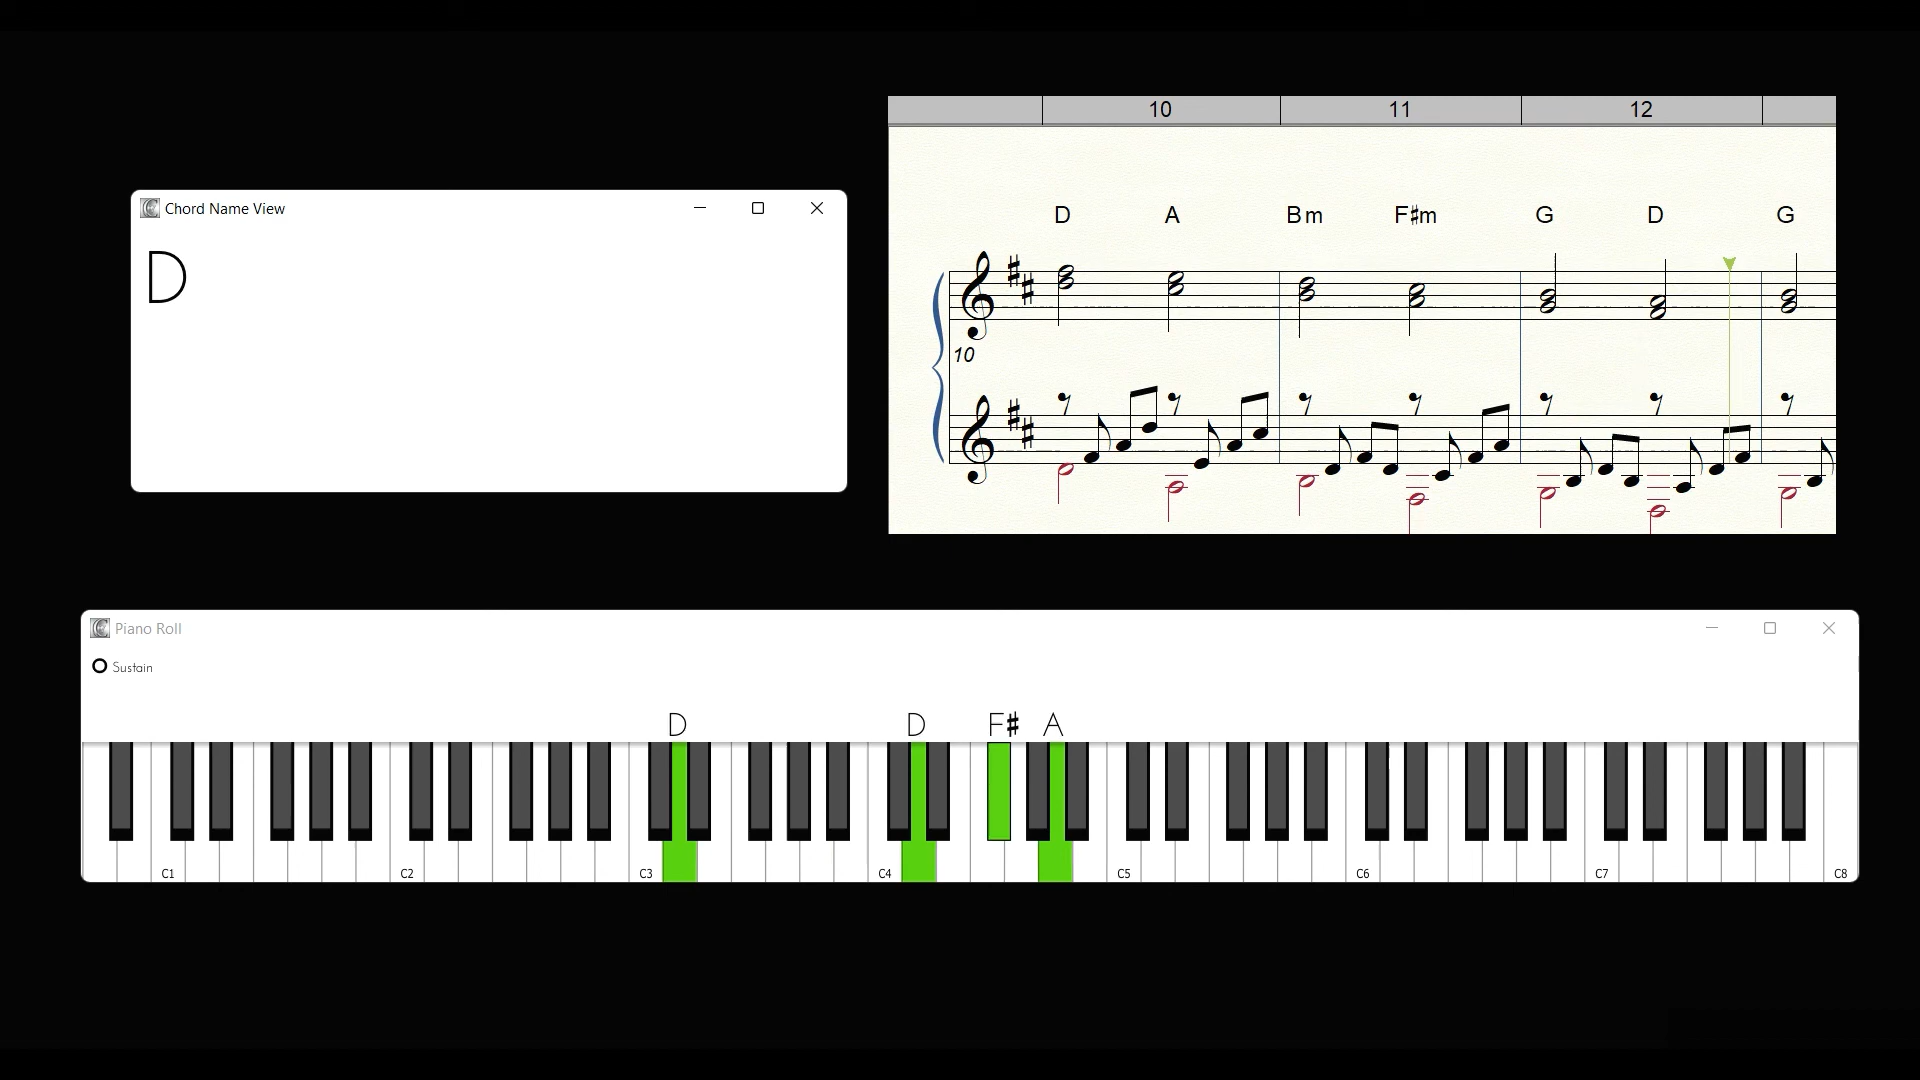 10 11 12
Chord Name View
D
D A Bm F#m G D G
10
Piano Roll
Sustain
D D F# A
C1 C2 C3 C4 C5 C6 C7 C8